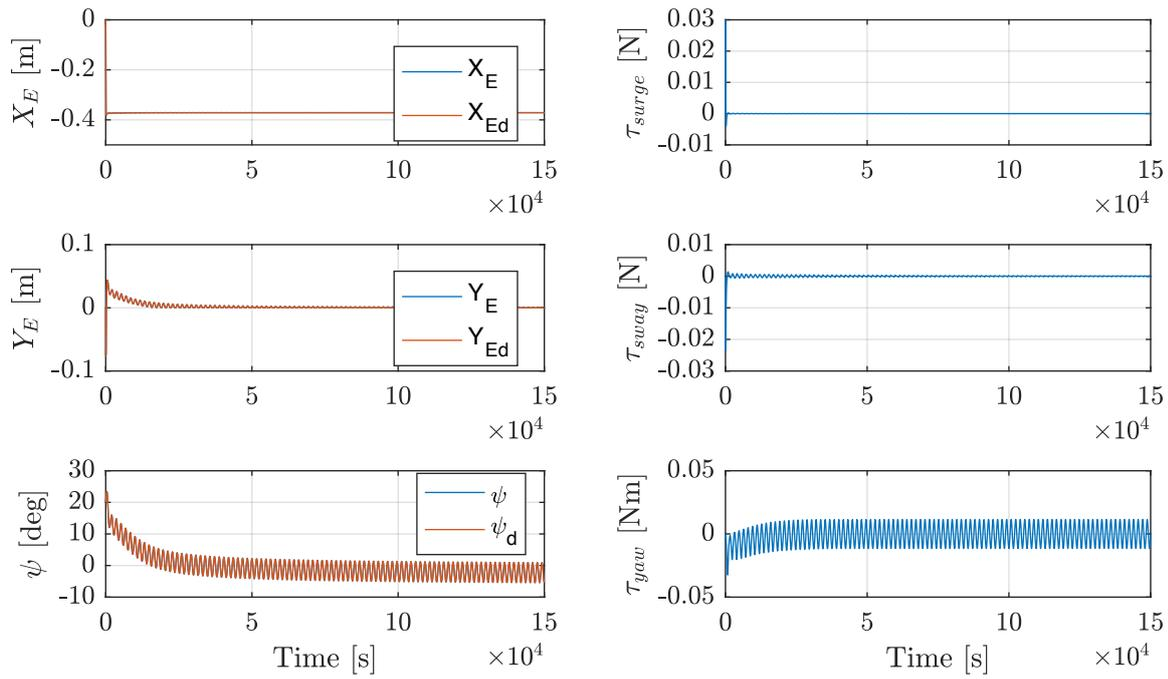 0
-0.2
-0.4
X_E [m]
X_E
X_Ed
0 5 10 15
×10^4
0.03
0.02
0.01
0
-0.01
τ_surge [N]
0 5 10 15
×10^4
0.1
0
-0.1
Y_E [m]
Y_E
Y_Ed
0 5 10 15
×10^4
0.01
0
-0.01
-0.02
-0.03
τ_sway [N]
0 5 10 15
×10^4
30
20
10
0
-10
ψ [deg]
ψ
ψ_d
0 5 10 15
Time [s] ×10^4
0.05
0
-0.05
τ_yaw [Nm]
0 5 10 15
Time [s] ×10^4